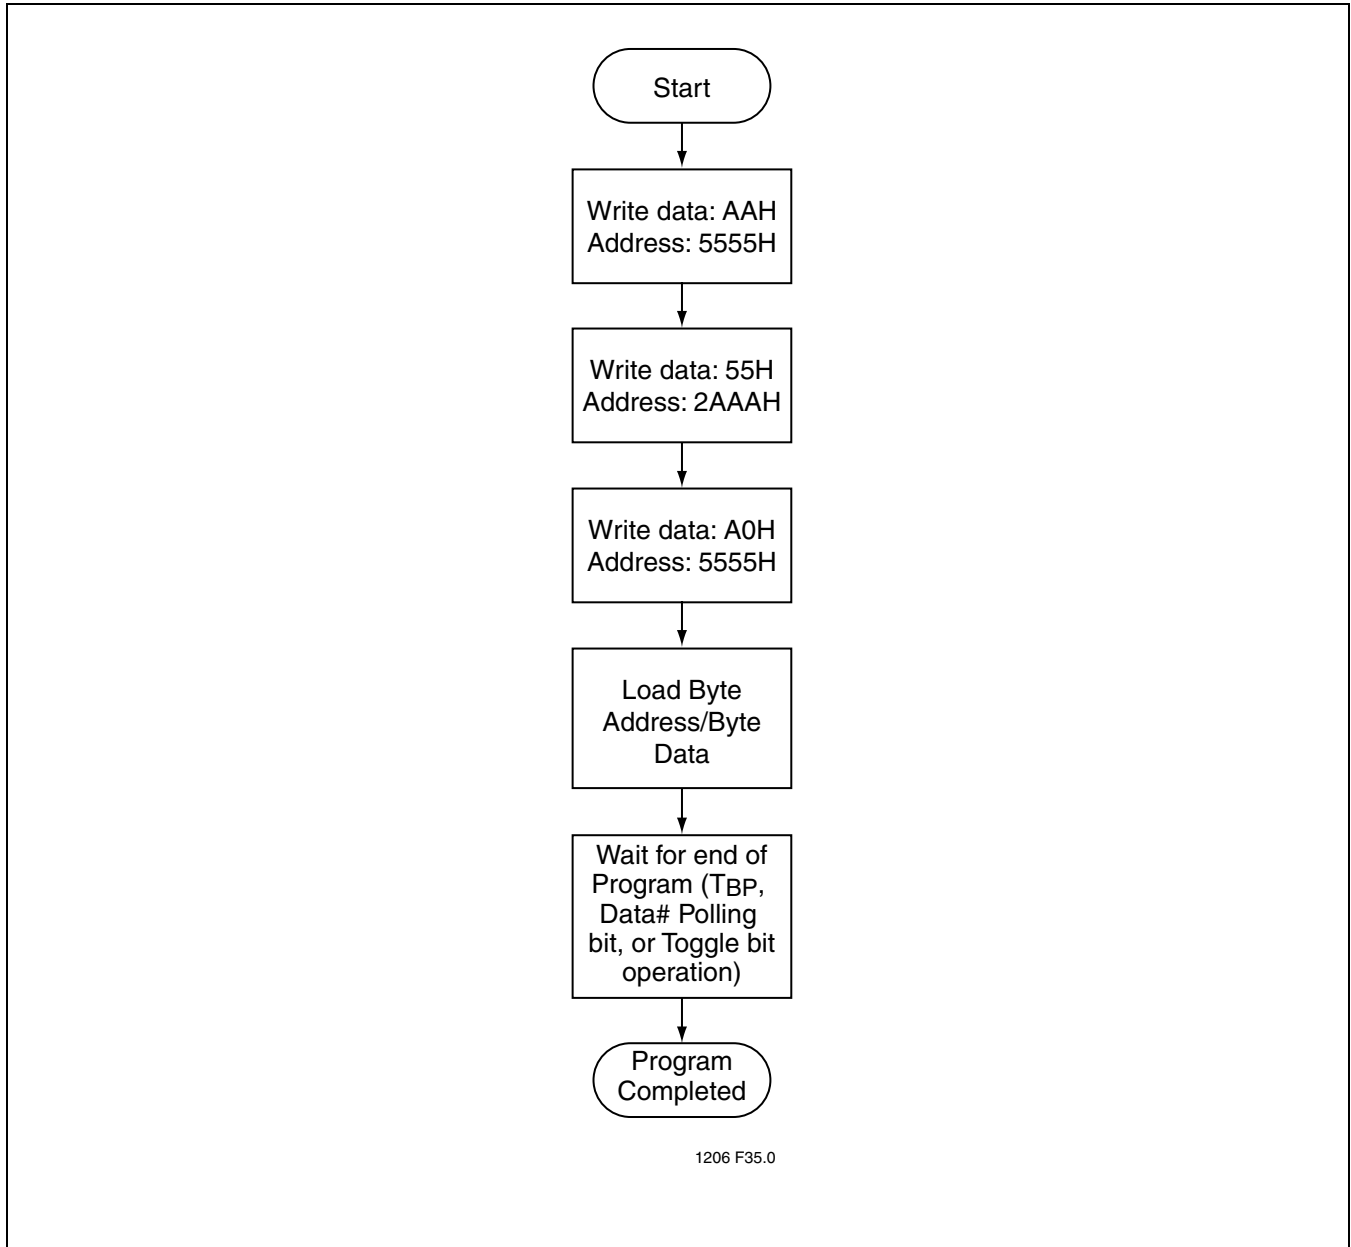 Start
Write data: AAH
Address: 5555H
Write data: 55H
Address: 2AAAH
Write data: A0H
Address: 5555H
Load Byte
Address/Byte
Data
Wait for end of
Program (TBP,
Data# Polling
bit, or Toggle bit
operation)
Program
Completed
1206 F35.0